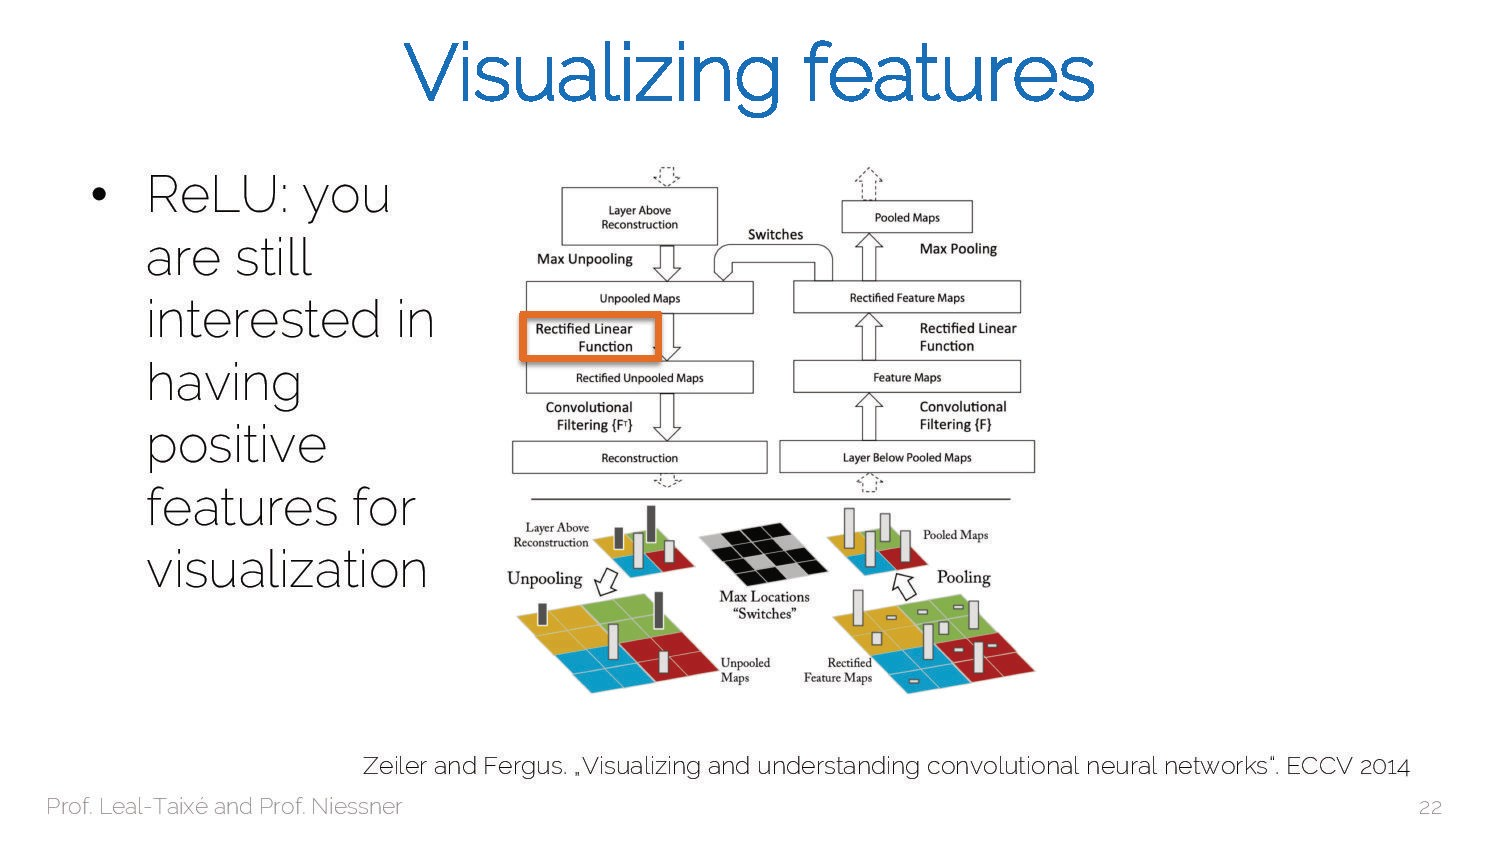 Visualizing features
• ReLU: you
are still
interested in
having
positive
features for
visualization
Layer Above
Reconstruction
Pooled Maps
Switches
Max Unpooling
Max Pooling
Unpooled Maps
Rectified Feature Maps
Rectified Linear
Function
Rectified Linear
Function
Rectified Unpooled Maps
Feature Maps
Convolutional
Filtering {Fᵀ}
Convolutional
Filtering {F}
Reconstruction
Layer Below Pooled Maps
Layer Above
Reconstruction
Pooled Maps
Unpooling
Max Locations
“Switches”
Pooling
Unpooled
Maps
Rectified
Feature Maps
Zeiler and Fergus. „Visualizing and understanding convolutional neural networks“. ECCV 2014
Prof. Leal-Taixé and Prof. Niessner
22